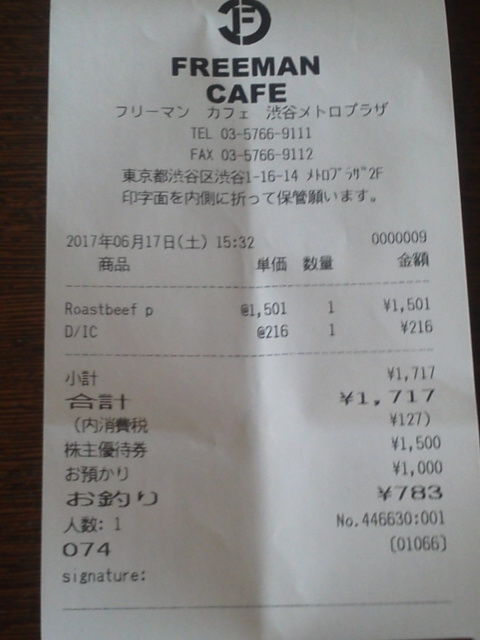 FREEMAN
CAFE
フリーマン カフェ 渋谷メトロプラザ
TEL 03-5766-9111
FAX 03-5766-9112
東京都渋谷区渋谷1-16-14 ﾒﾄﾛﾌﾟﾗｻﾞ2F
印字面を内側に折って保管願います。
2017年06月17日(土) 15:32 0000009
商品 単価 数量 金額
Roastbeef p @1,501 1 ¥1,501
D/IC @216 1 ¥216
小計 ¥1,717
合計 ¥1,717
(内消費税 ¥127)
株主優待券 ¥1,500
お預かり ¥1,000
お釣り ¥783
人数: 1 No.446630:001
074 [01066]
signature: